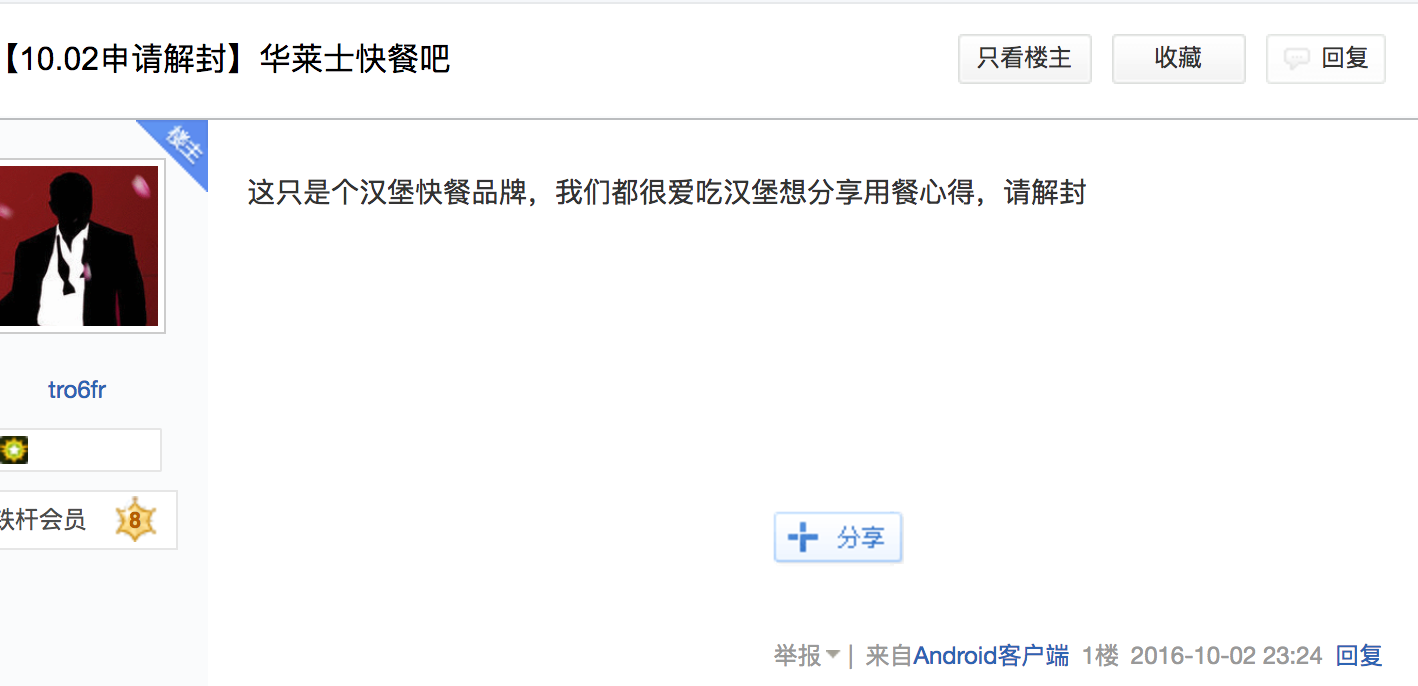 【10.02申请解封】华莱士快餐吧
只看楼主
收藏
回复
楼主
这只是个汉堡快餐品牌，我们都很爱吃汉堡想分享用餐心得，请解封
tro6fr
铁杆会员 8
分享
举报 | 来自Android客户端 1楼 2016-10-02 23:24 回复